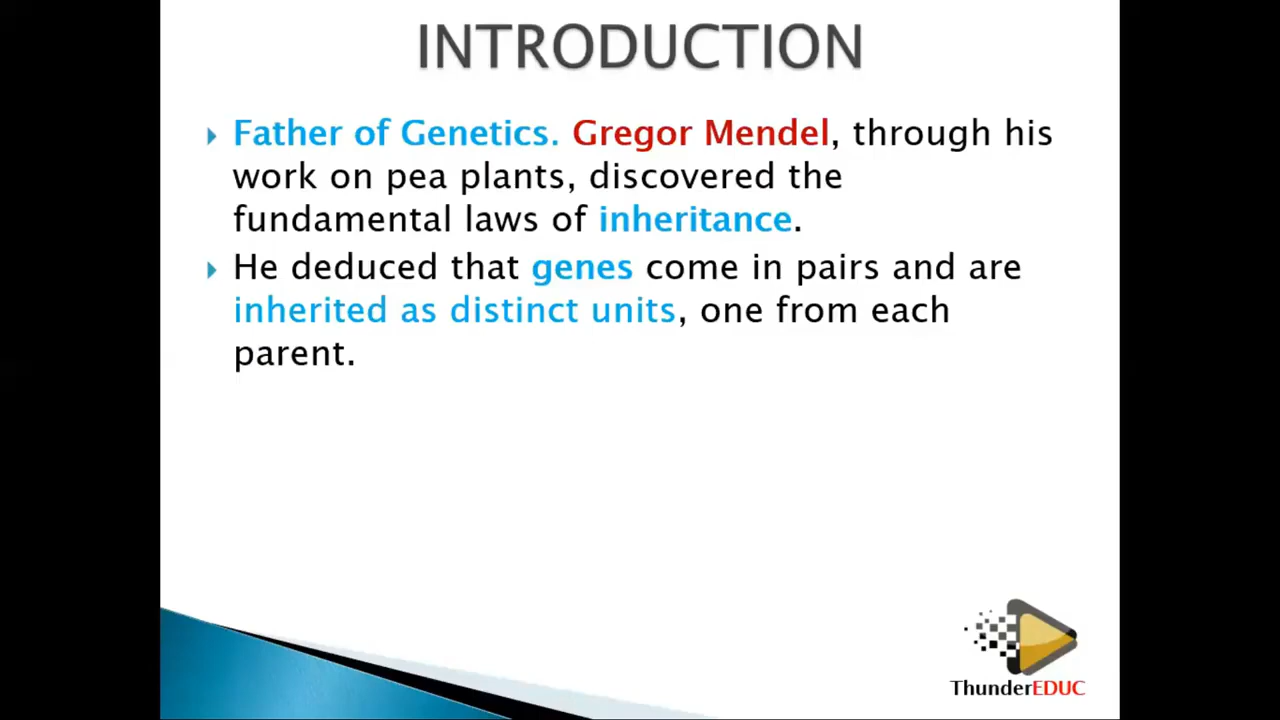 INTRODUCTION
Father of Genetics. Gregor Mendel, through his
work on pea plants, discovered the
fundamental laws of inheritance.
He deduced that genes come in pairs and are
inherited as distinct units, one from each
parent.
ThunderEDUC